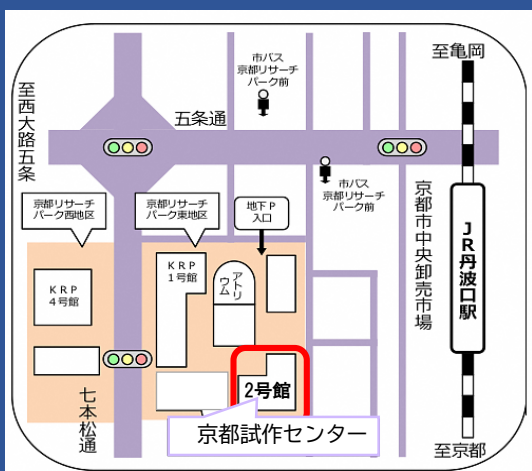 至亀岡
市バス
京都リサーチ
パーク前
至西大路五条
五条通
市バス
京都リサーチ
パーク前
京都市中央卸売市場
JR丹波口駅
京都リサーチ
パーク西地区
京都リサーチ
パーク東地区
地下P
入口
KRP
4号館
KRP
1号館
アトリ
ウム
七本松通
2号館
京都試作センター
至京都